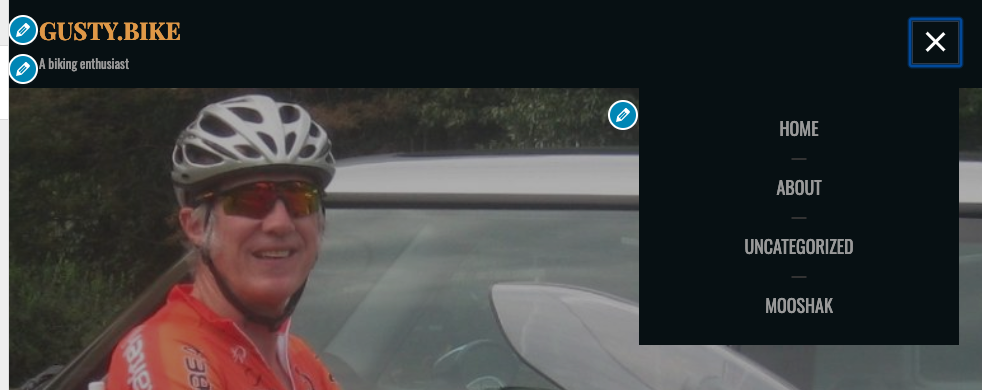 GUSTY.BIKE
A biking enthusiast
HOME
ABOUT
UNCATEGORIZED
MOOSHAK